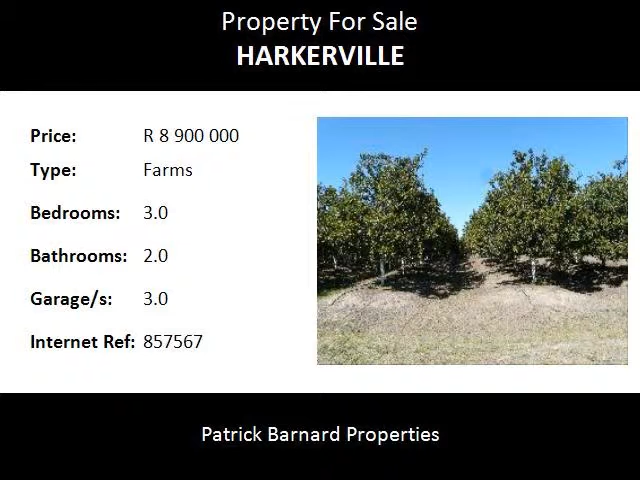 Property For Sale
HARKERVILLE
Price: R 8 900 000
Type: Farms
Bedrooms: 3.0
Bathrooms: 2.0
Garage/s: 3.0
Internet Ref: 857567
Patrick Barnard Properties